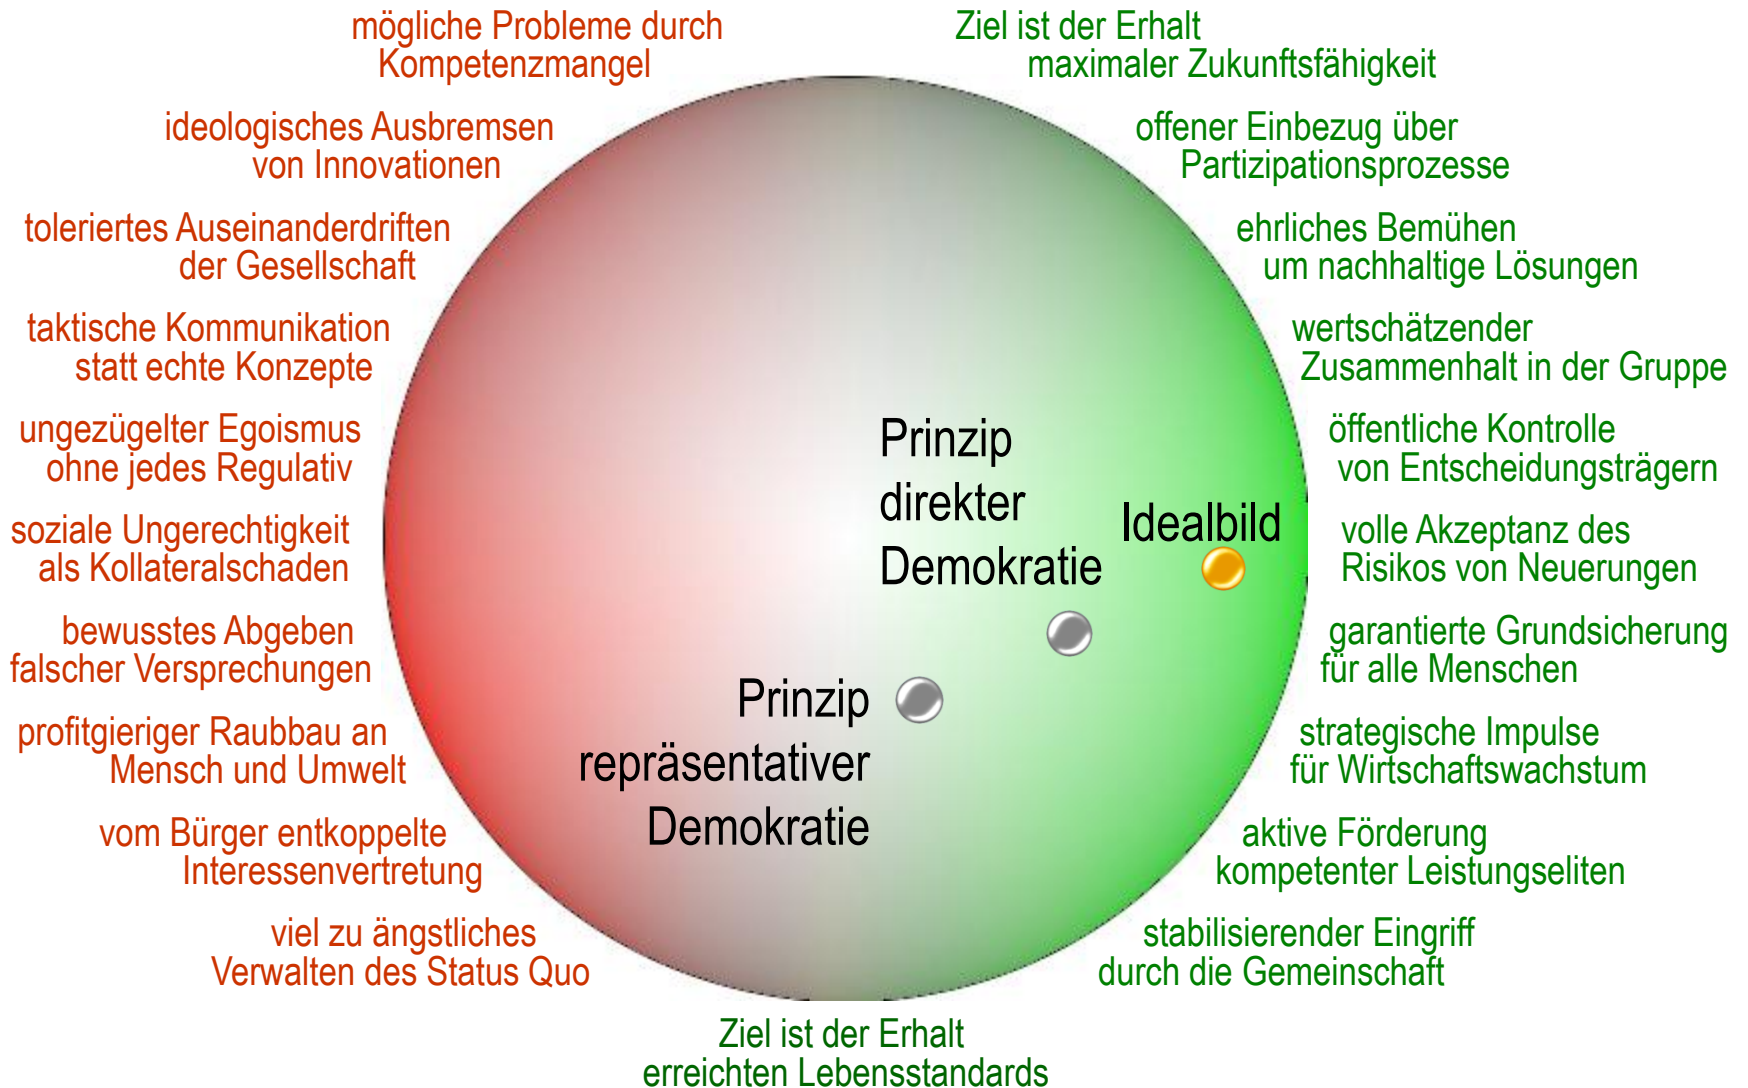 mögliche Probleme durch
Kompetenzmangel
ideologisches Ausbremsen
von Innovationen
toleriertes Auseinanderdriften
der Gesellschaft
taktische Kommunikation
statt echte Konzepte
ungezügelter Egoismus
ohne jedes Regulativ
soziale Ungerechtigkeit
als Kollateralschaden
bewusstes Abgeben
falscher Versprechungen
profitgieriger Raubbau an
Mensch und Umwelt
vom Bürger entkoppelte
Interessenvertretung
viel zu ängstliches
Verwalten des Status Quo
Ziel ist der Erhalt
maximaler Zukunftsfähigkeit
offener Einbezug über
Partizipationsprozesse
ehrliches Bemühen
um nachhaltige Lösungen
wertschätzender
Zusammenhalt in der Gruppe
öffentliche Kontrolle
von Entscheidungsträgern
volle Akzeptanz des
Risikos von Neuerungen
garantierte Grundsicherung
für alle Menschen
strategische Impulse
für Wirtschaftswachstum
aktive Förderung
kompetenter Leistungseliten
stabilisierender Eingriff
durch die Gemeinschaft
Prinzip
direkter
Demokratie
Idealbild
Prinzip
repräsentativer
Demokratie
Ziel ist der Erhalt
erreichten Lebensstandards